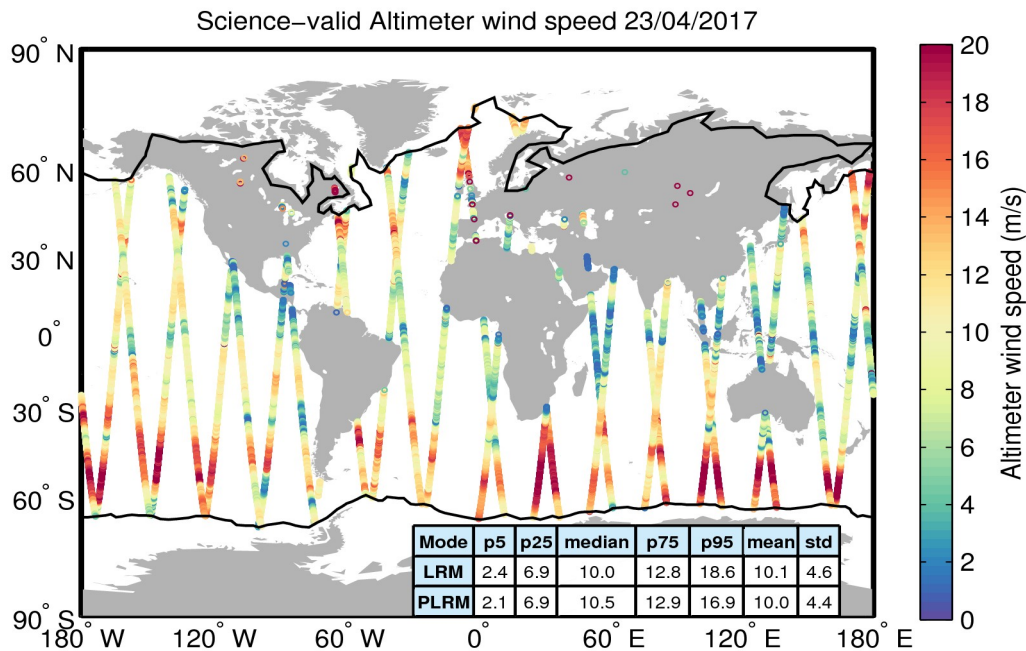 Science−valid Altimeter wind speed 23/04/2017
90° N
60° N
30° N
0°
30° S
60° S
90° S
180° W
120° W
60° W
0°
60° E
120° E
180° E
20
18
16
14
12
10
8
6
4
2
0
Altimeter wind speed (m/s)
Mode p5 p25 median p75 p95 mean std
LRM 2.4 6.9 10.0 12.8 18.6 10.1 4.6
PLRM 2.1 6.9 10.5 12.9 16.9 10.0 4.4